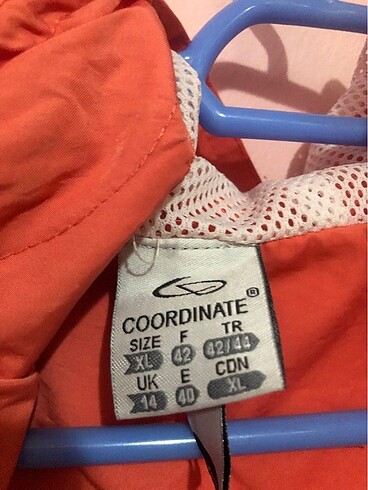 COORDINATE ®
SIZE F TR
XL 42 42/44
UK E CDN
14 40 XL